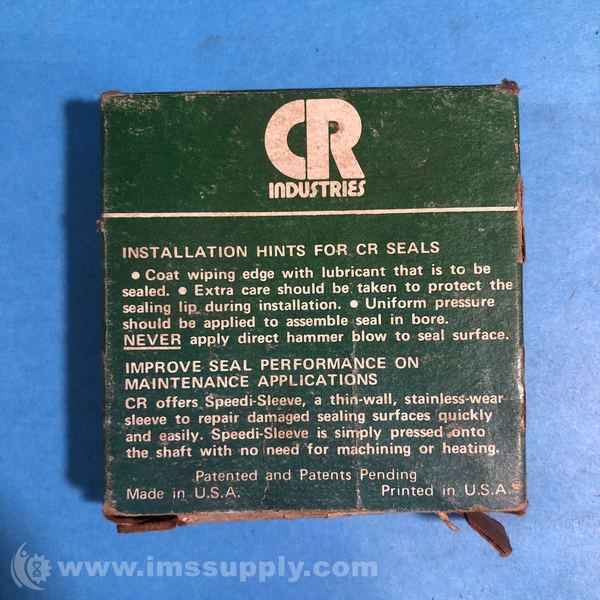 CR
INDUSTRIES
INSTALLATION HINTS FOR CR SEALS
• Coat wiping edge with lubricant that is to be
sealed. • Extra care should be taken to protect the
sealing lip during installation. • Uniform pressure
should be applied to assemble seal in bore.
NEVER apply direct hammer blow to seal surface.
IMPROVE SEAL PERFORMANCE ON
MAINTENANCE APPLICATIONS
CR offers Speedi-Sleeve, a thin-wall, stainless-wear
sleeve to repair damaged sealing surfaces quickly
and easily. Speedi-Sleeve is simply pressed onto
the shaft with no need for machining or heating.
Patented and Patents Pending
Made in U.S.A. Printed in U.S.A.
www.imssupply.com